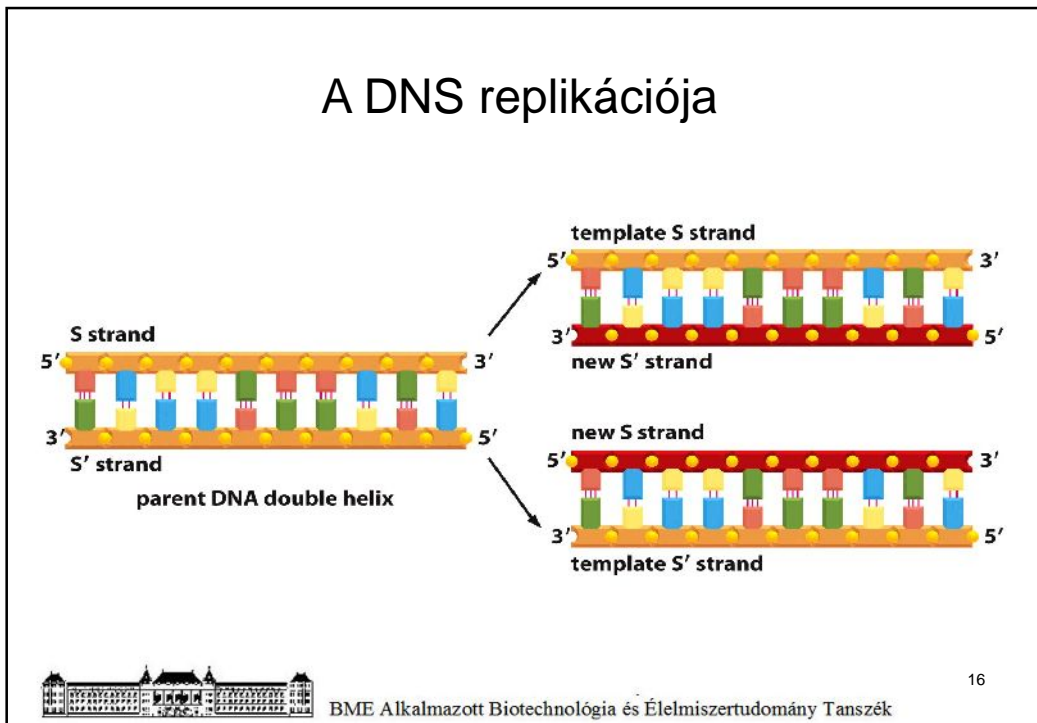 A DNS replikációja
S strand
5′ 3′
3′ 5′
S′ strand
parent DNA double helix
template S strand
5′ 3′
3′ 5′
new S′ strand
new S strand
5′ 3′
3′ 5′
template S′ strand
16
BME Alkalmazott Biotechnológia és Élelmiszertudomány Tanszék